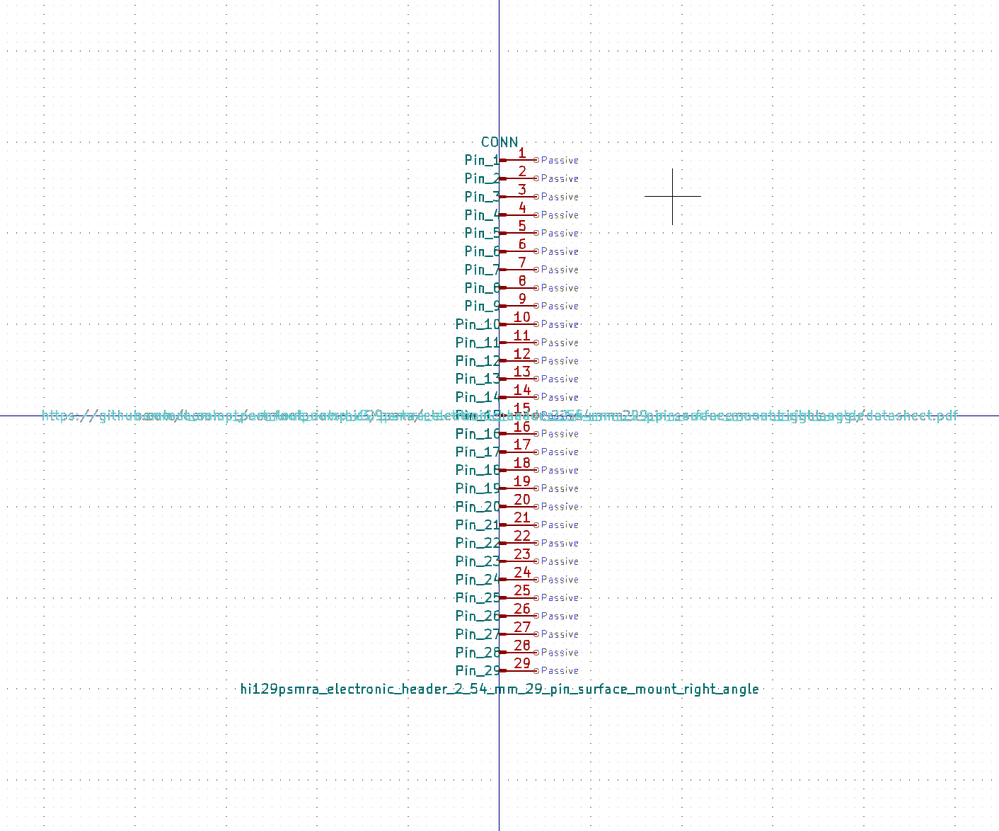 CONN
Pin_1 1 Passive
Pin_2 2 Passive
Pin_3 3 Passive
Pin_4 4 Passive
Pin_5 5 Passive
Pin_6 6 Passive
Pin_7 7 Passive
Pin_8 8 Passive
Pin_9 9 Passive
Pin_10 10 Passive
Pin_11 11 Passive
Pin_12 12 Passive
Pin_13 13 Passive
Pin_14 14 Passive
15
Pin_16 16 Passive
Pin_17 17 Passive
Pin_18 18 Passive
Pin_19 19 Passive
Pin_20 20 Passive
Pin_21 21 Passive
Pin_22 22 Passive
Pin_23 23 Passive
Pin_24 24 Passive
Pin_25 25 Passive
Pin_26 26 Passive
Pin_27 27 Passive
Pin_28 28 Passive
Pin_29 29 Passive
hi129psmra_electronic_header_2_54_mm_29_pin_surface_mount_right_angle